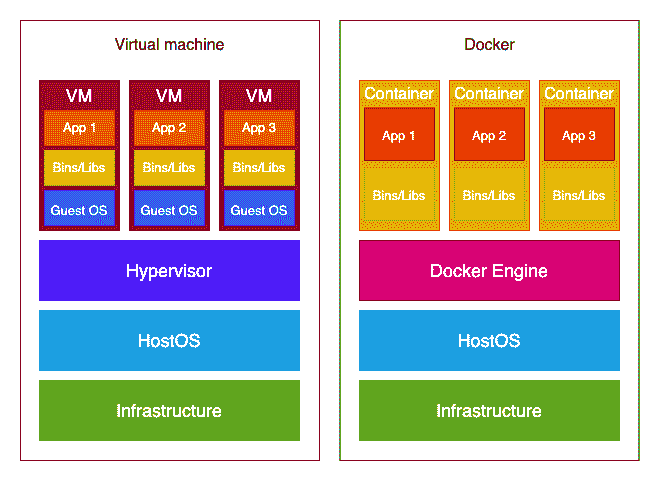 Virtual machine
VM
App 1
Bins/Libs
Guest OS
VM
App 2
Bins/Libs
Guest OS
VM
App 3
Bins/Libs
Guest OS
Hypervisor
HostOS
Infrastructure
Docker
Container
App 1
Bins/Libs
Container
App 2
Bins/Libs
Container
App 3
Bins/Libs
Docker Engine
HostOS
Infrastructure